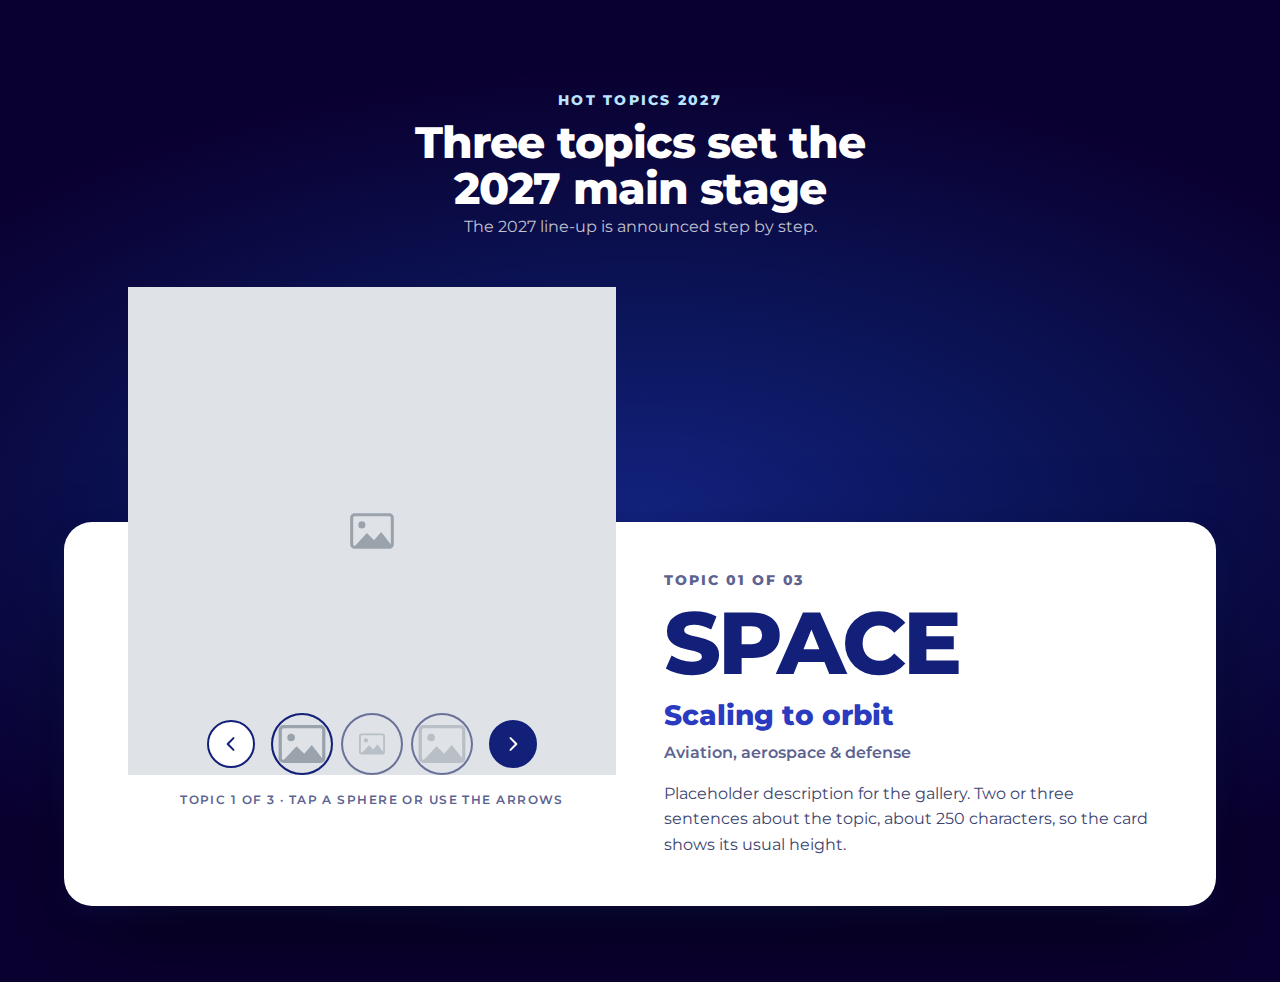 HOT TOPICS 2027
Three topics set the
2027 main stage
The 2027 line-up is announced step by step.
TOPIC 1 OF 3 · TAP A SPHERE OR USE THE ARROWS
TOPIC 01 OF 03
SPACE
Scaling to orbit
Aviation, aerospace & defense
Placeholder description for the gallery. Two or three
sentences about the topic, about 250 characters, so the card
shows its usual height.